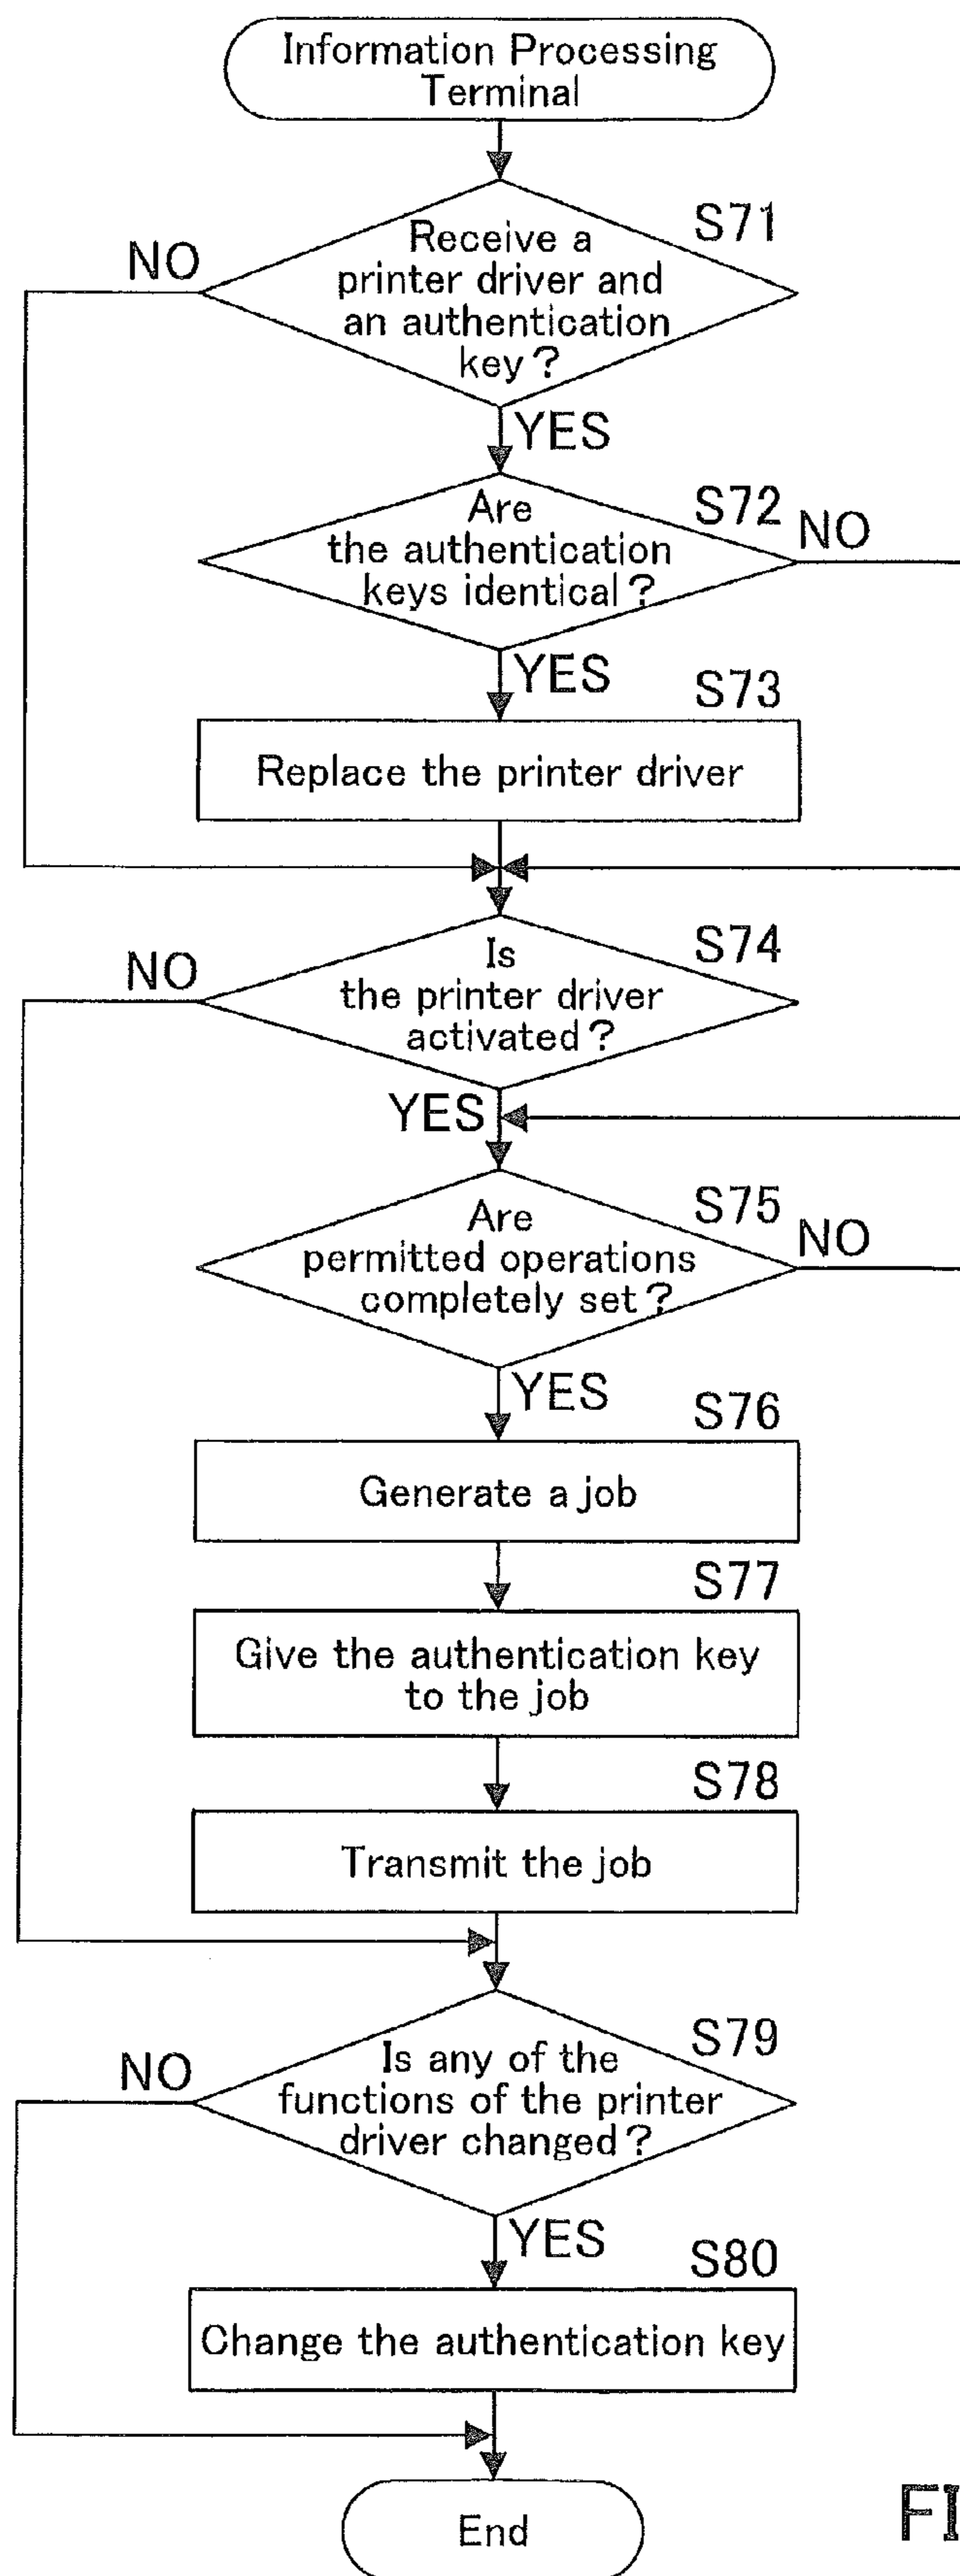 Information Processing
Terminal
S71
NO
Receive a
printer driver and
an authentication
key?
YES
S72
NO
Are
the authentication
keys identical?
YES
S73
Replace the printer driver
S74
NO
Is
the printer driver
activated?
YES
S75
NO
Are
permitted operations
completely set?
YES
S76
Generate a job
S77
Give the authentication key
to the job
S78
Transmit the job
S79
NO
Is any of the
functions of the printer
driver changed?
YES
S80
Change the authentication key
End
FI